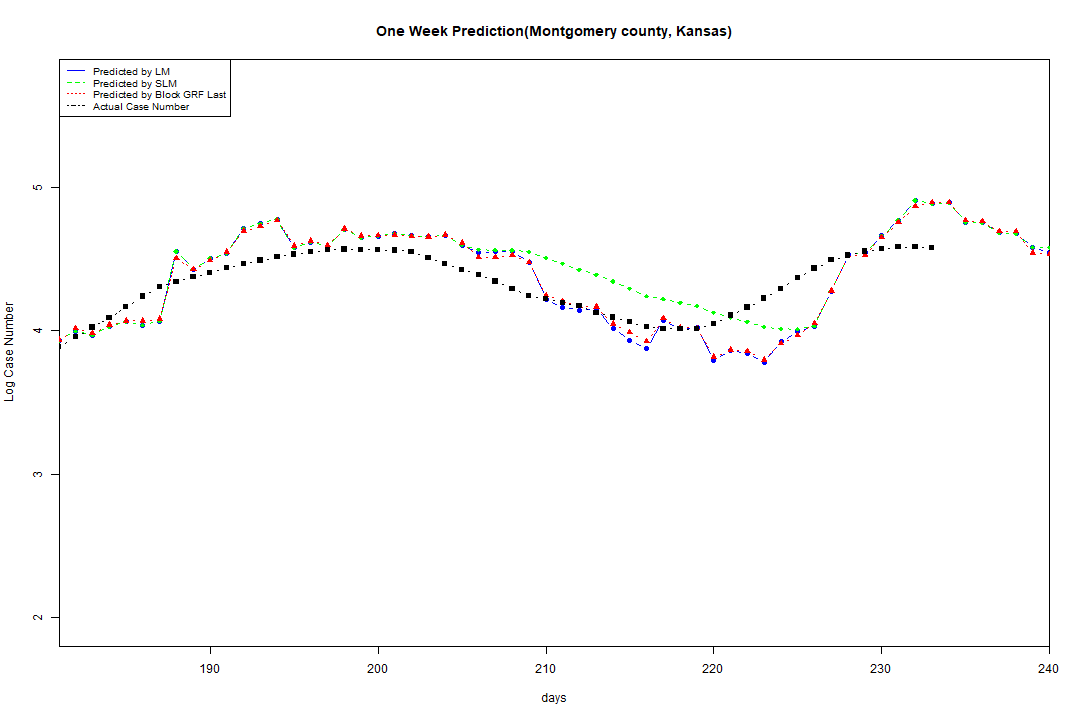 One Week Prediction(Montgomery county, Kansas)
Predicted by LM
Predicted by SLM
Predicted by Block GRF Last
Actual Case Number
5
4
3
2
Log Case Number
190
200
210
220
230
240
days